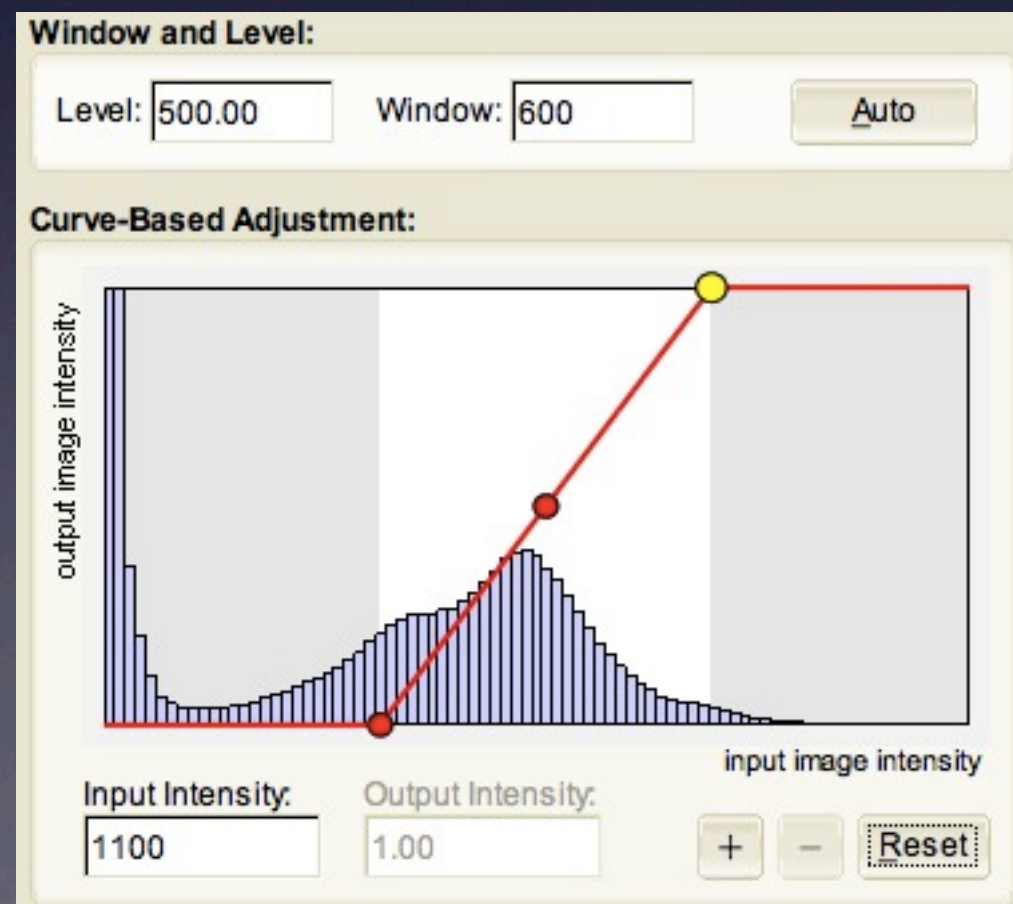 Window and Level:
Level: 500.00 Window: 600 Auto
Curve-Based Adjustment:
output image intensity
input image intensity
Input Intensity: Output Intensity:
1100 1.00 + − Reset